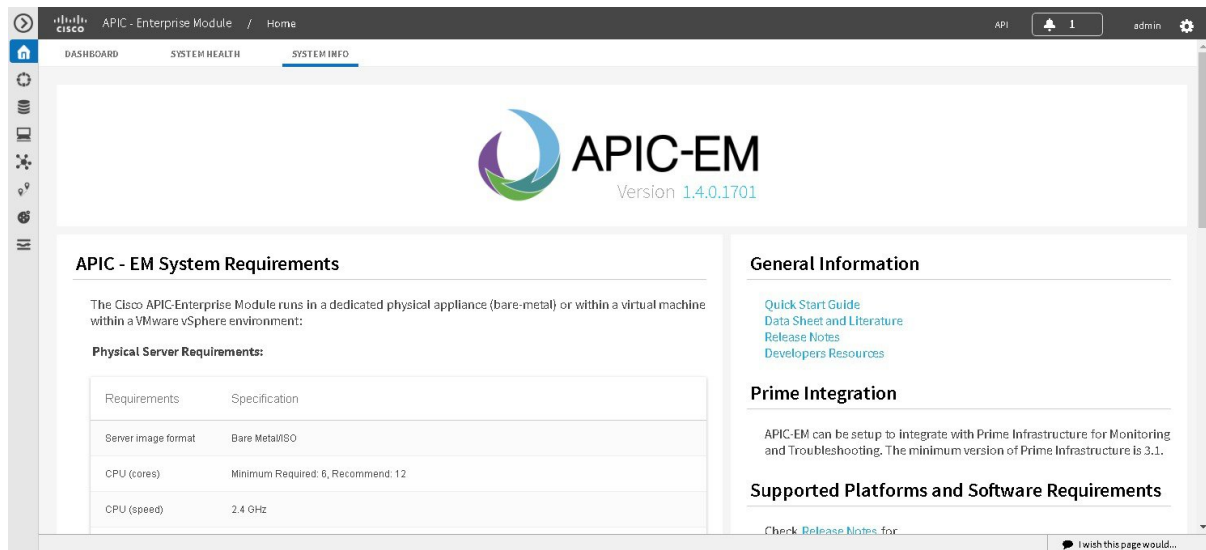 CISCO APIC - Enterprise Module / Home API 1 admin
DASHBOARD SYSTEM HEALTH SYSTEM INFO
APIC-EM
Version 1.4.0.1701
APIC - EM System Requirements
The Cisco APIC-Enterprise Module runs in a dedicated physical appliance (bare-metal) or within a virtual machine
within a VMware vSphere environment:
Physical Server Requirements:
Requirements Specification
Server image format Bare Metal/ISO
CPU (cores) Minimum Required: 6, Recommend: 12
CPU (speed) 2.4 GHz
General Information
Quick Start Guide
Data Sheet and Literature
Release Notes
Developers Resources
Prime Integration
APIC-EM can be setup to integrate with Prime Infrastructure for Monitoring
and Troubleshooting. The minimum version of Prime Infrastructure is 3.1.
Supported Platforms and Software Requirements
Check Release Notes for
I wish this page would...